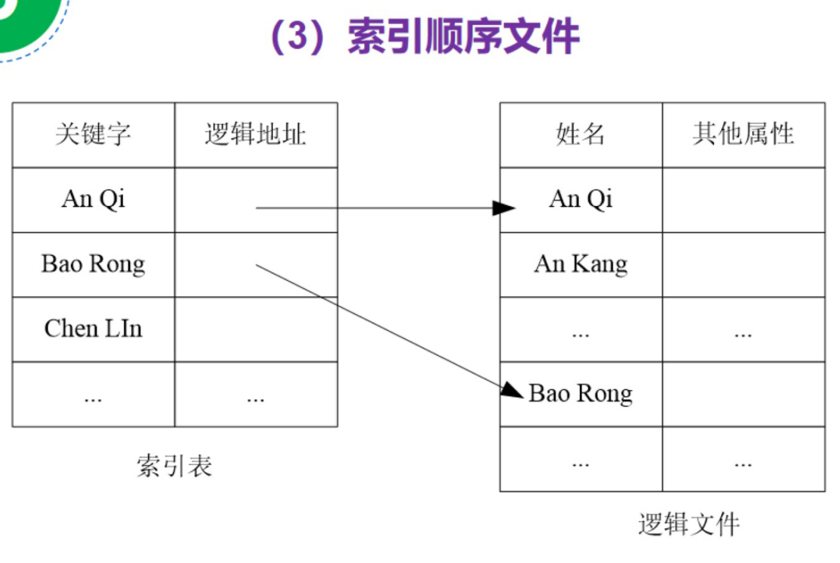 （3）索引顺序文件
关键字 逻辑地址
An Qi
Bao Rong
Chen LIn
... ...
索引表
姓名 其他属性
An Qi
An Kang
... ...
Bao Rong
... ...
逻辑文件